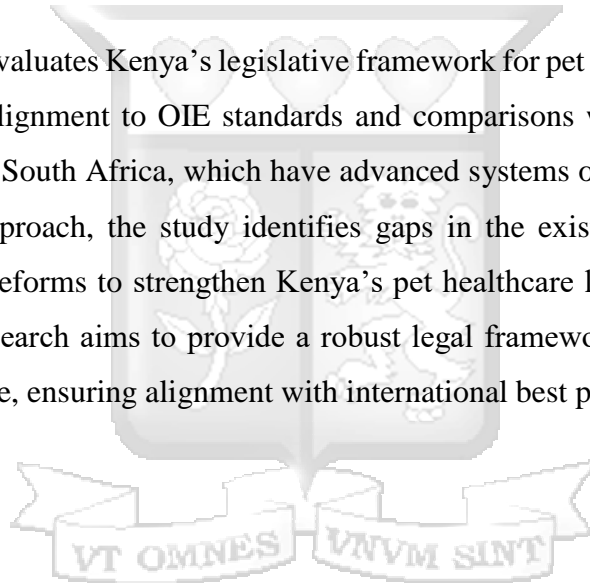 valuates Kenya's legislative framework for pet
lignment to OIE standards and comparisons
South Africa, which have advanced systems
proach, the study identifies gaps in the exis
eforms to strengthen Kenya's pet healthcare
search aims to provide a robust legal framewo
e, ensuring alignment with international best p
VT OMNES VNVM SINT